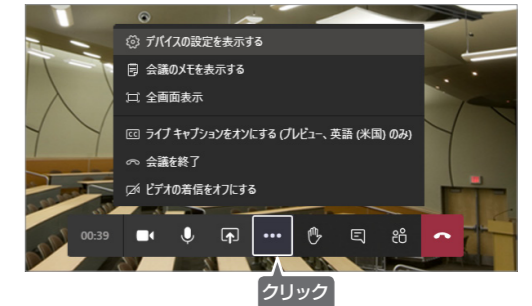 デバイスの設定を表示する
会議のメモを表示する
全画面表示
CC ライブ キャプションをオンにする (プレビュー、英語 (米国) のみ)
会議を終了
ビデオの着信をオフにする
00:39
クリック